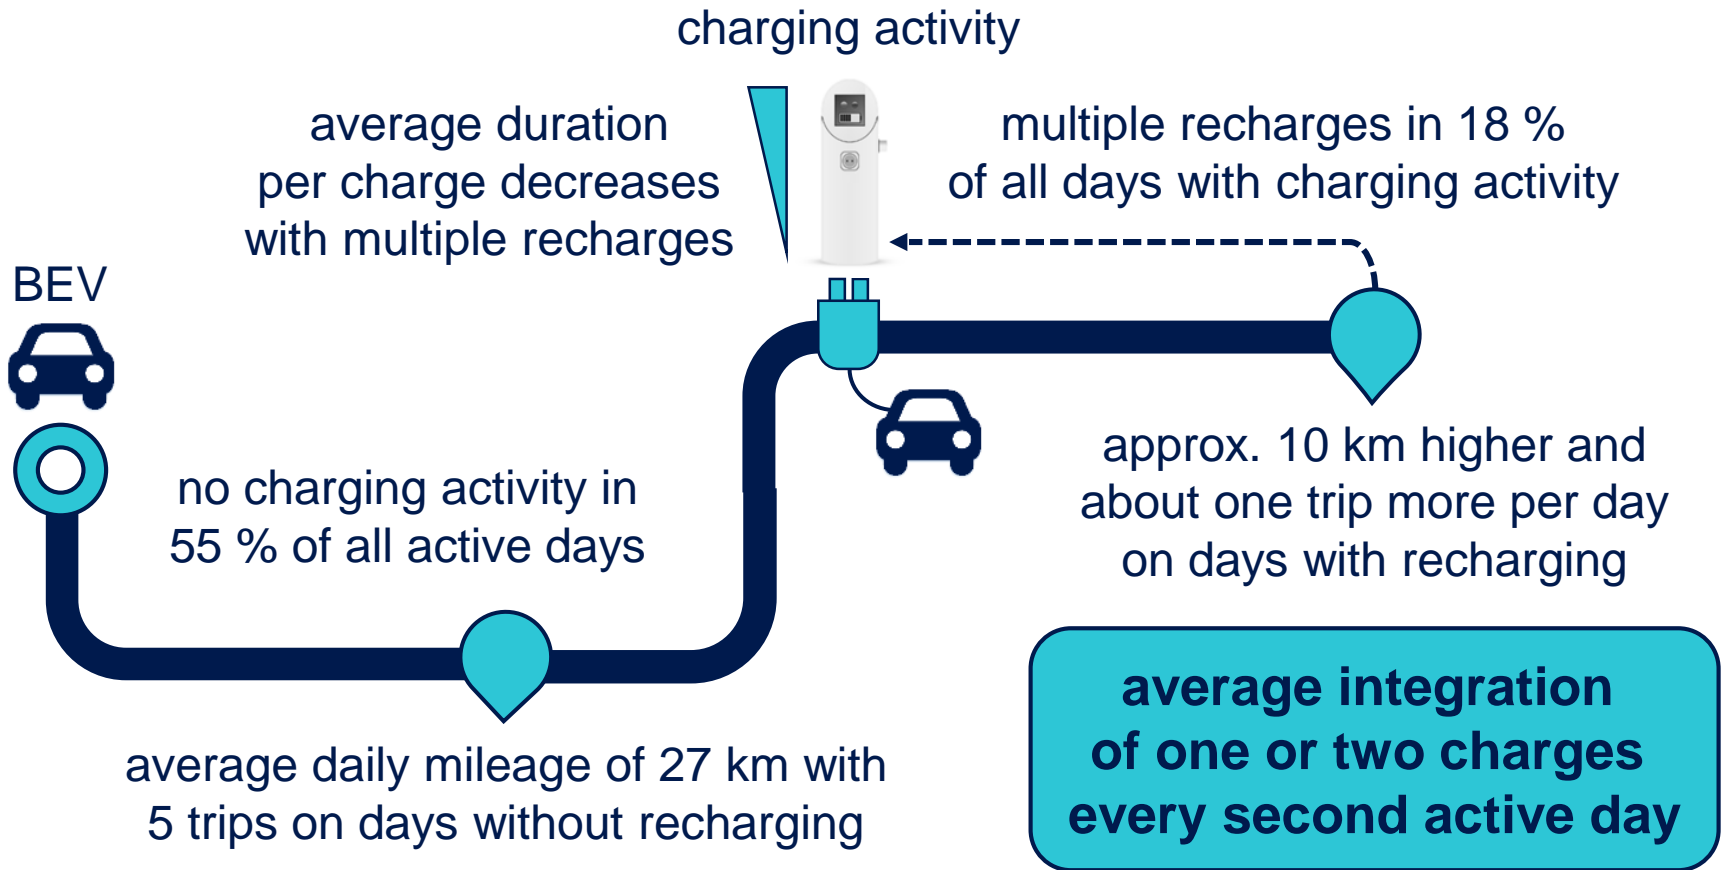 charging activity
average duration
per charge decreases
with multiple recharges
multiple recharges in 18 %
of all days with charging activity
BEV
no charging activity in
55 % of all active days
approx. 10 km higher and
about one trip more per day
on days with recharging
average daily mileage of 27 km with
5 trips on days without recharging
average integration
of one or two charges
every second active day